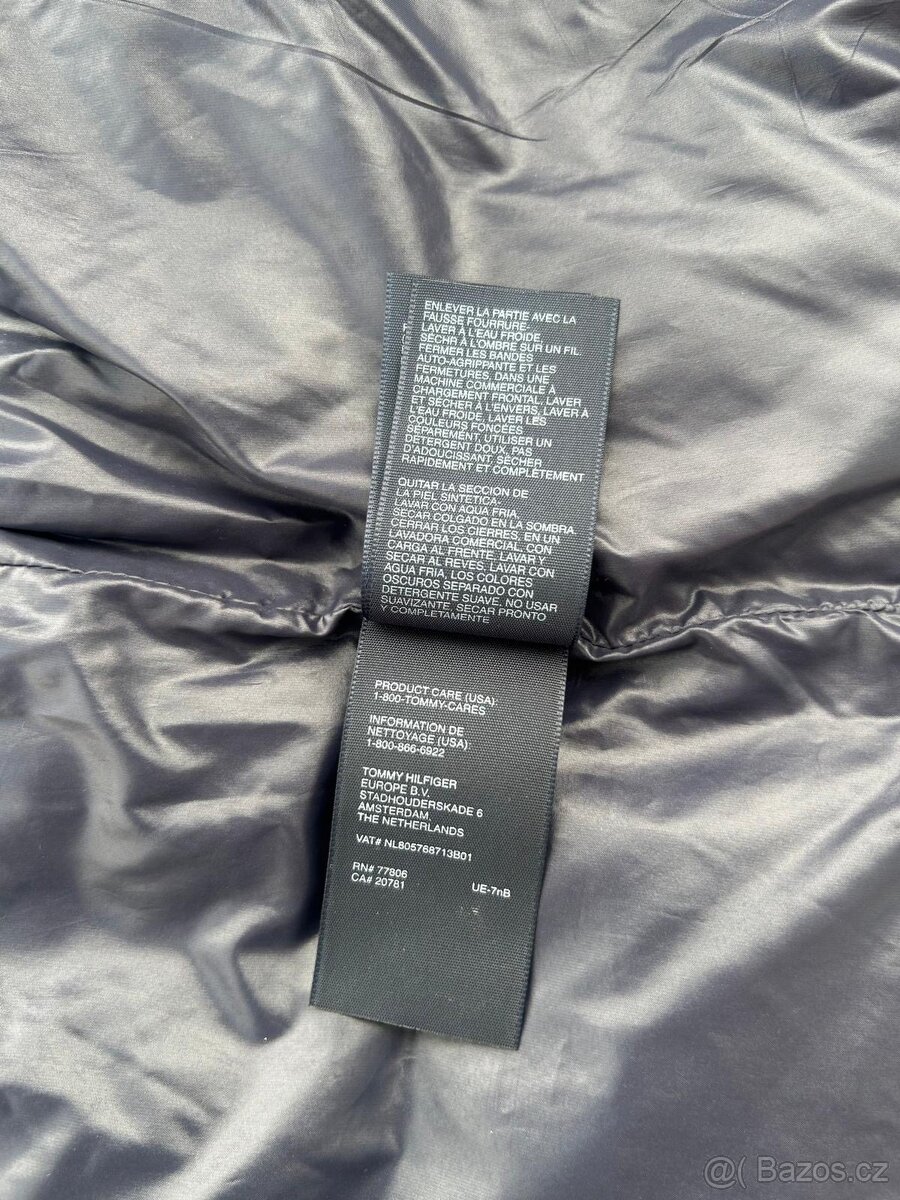 ENLEVER LA PARTIE AVEC LA
FAUSSE FOURRURE-
LAVER À L'EAU FROIDE,
SÉCHR À L'OMBRE SUR UN FIL.
FERMER LES BANDES
AUTO-AGRIPPANTE ET LES
FERMETURES, DANS UNE
MACHINE COMMERCIALE À
CHARGEMENT FRONTAL, LAVER
ET SÉCHER À L'ENVERS, LAVER À
L'EAU FROIDE, LAVER LES
COULEURS FONCÉES
SÉPAREMENT, UTILISER UN
DÉTERGENT DOUX, PAS
D'ADOUCISSANT, SÉCHER
RAPIDEMENT ET COMPLÈTEMENT
QUITAR LA SECCION DE
LA PIEL SINTETICA-
LAVAR CON AQUA FRIA,
SECAR COLGADO EN LA SOMBRA.
CERRAR LOS CIERRES, EN UN
LAVADORA COMERCIAL, CON
CARGA AL FRENTE, LAVAR Y
SECAR AL REVES, LAVAR CON
AGUA FRIA, LOS COLORES
OSCUROS SEPARADO CON
DETERGENTE SUAVE. NO USAR
SUAVIZANTE, SECAR PRONTO
Y COMPLETAMENTE
PRODUCT CARE (USA):
1-800-TOMMY-CARES
INFORMATION DE
NETTOYAGE (USA):
1-800-866-6922
TOMMY HILFIGER
EUROPE B.V.
STADHOUDERSKADE 6
AMSTERDAM,
THE NETHERLANDS
VAT# NL805768713B01
RN# 77806
CA# 20781 UE-7nB
@( Bazos.cz